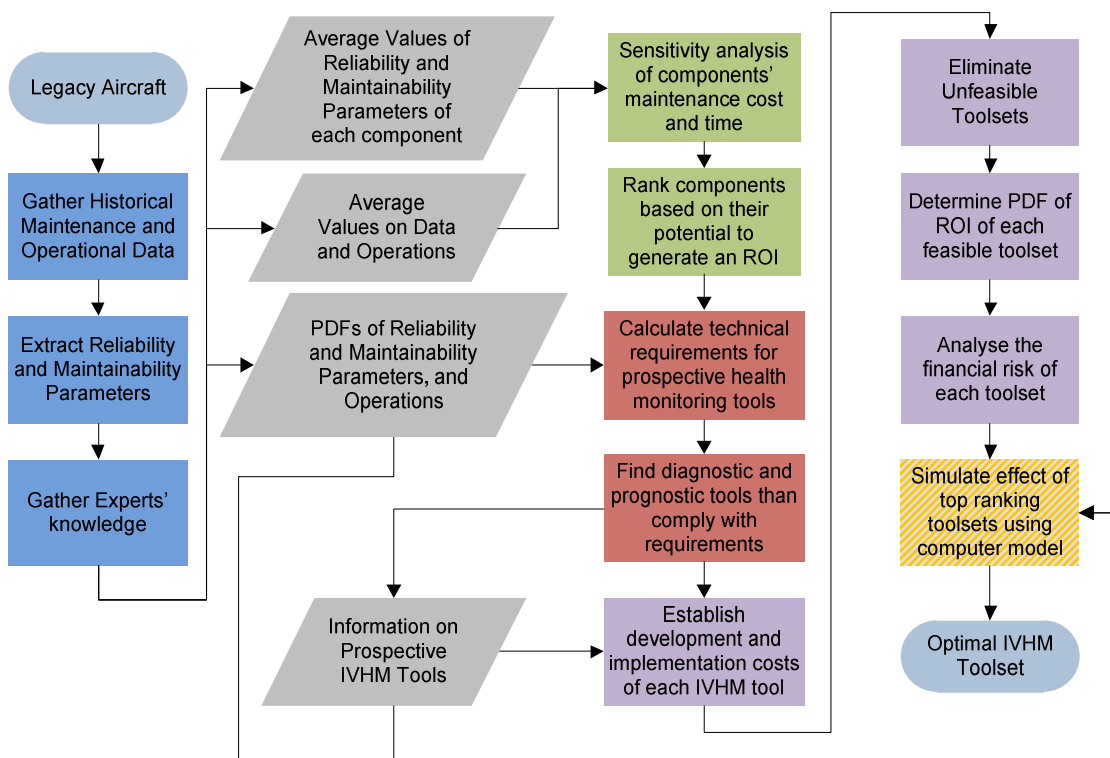 Legacy Aircraft
Gather Historical
Maintenance and
Operational Data
Extract Reliability
and Maintainability
Parameters
Gather Experts'
knowledge
Average Values of
Reliability and
Maintainability
Parameters of
each component
Average
Values on Data
and Operations
PDFs of Reliability
and Maintainability
Parameters, and
Operations
Information on
Prospective
IVHM Tools
Sensitivity analysis
of components'
maintenance cost
and time
Rank components
based on their
potential to
generate an ROI
Calculate technical
requirements for
prospective health
monitoring tools
Find diagnostic and
prognostic tools than
comply with
requirements
Establish
development and
implementation costs
of each IVHM tool
Eliminate
Unfeasible
Toolsets
Determine PDF of
ROI of each
feasible toolset
Analyse the
financial risk of
each toolset
Simulate effect of
top ranking
toolsets using
computer model
Optimal IVHM
Toolset